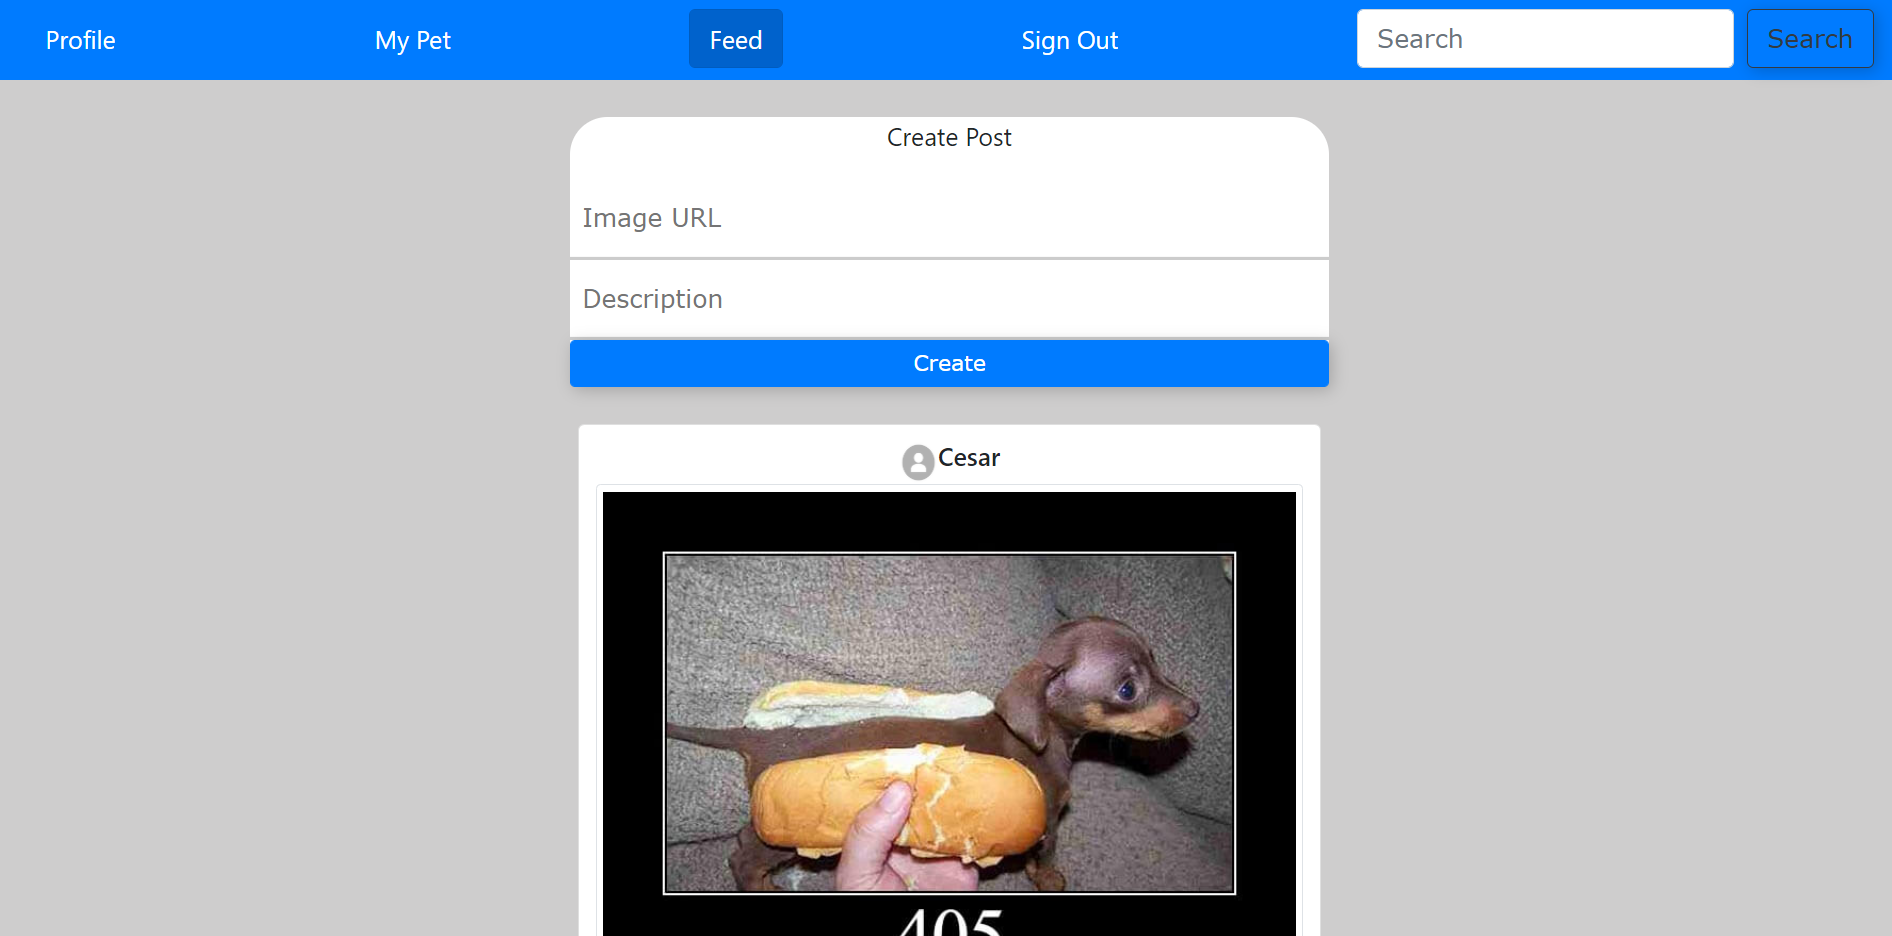 Profile My Pet Feed Sign Out Search Search
Create Post
Image URL
Description
Create
Cesar
405